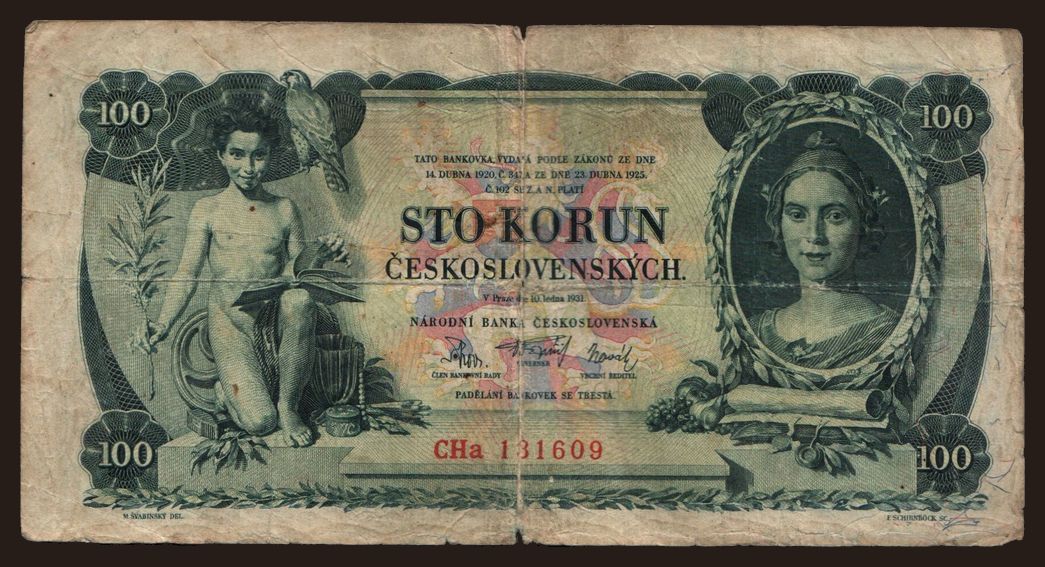 100
100
TATO BANKOVKA, VYDANÁ PODLE ZÁKONŮ ZE DNE
14. DUBNA 1920, Č. 347 A ZE DNE 23. DUBNA 1925,
Č. 102 SB. Z. A N. PLATÍ
STO KORUN
ČESKOSLOVENSKÝCH.
V Praze dne 10. ledna 1931.
NÁRODNÍ BANKA ČESKOSLOVENSKÁ
ČLEN BANKOVNÍ RADY GUVERNER VRCHNÍ ŘEDITEL
PADĚLÁNÍ BANKOVEK SE TRESTÁ.
CHa 131609
100
100
M. ŠVABINSKÝ DEL. F. SCHIRNBÖCK SC.